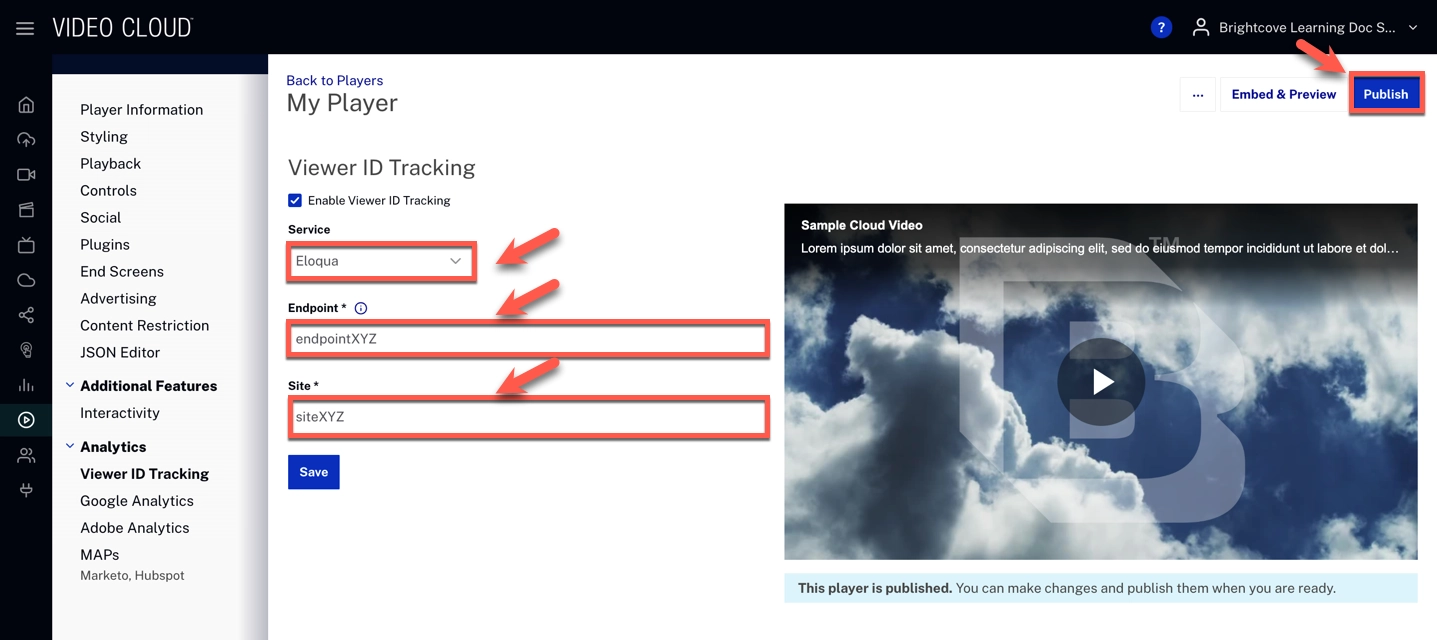 VIDEO CLOUD™
?
Brightcove Learning Doc S...
Back to Players
My Player
...
Embed & Preview
Publish
Player Information
Styling
Playback
Controls
Social
Plugins
End Screens
Advertising
Content Restriction
JSON Editor
Additional Features
Interactivity
Analytics
Viewer ID Tracking
Google Analytics
Adobe Analytics
MAPs
Marketo, Hubspot
Viewer ID Tracking
Enable Viewer ID Tracking
Service
Eloqua
Endpoint *
endpointXYZ
Site *
siteXYZ
Save
Sample Cloud Video
Lorem ipsum dolor sit amet, consectetur adipiscing elit, sed do eiusmod tempor incididunt ut labore et dol...
B
TM
This player is published. You can make changes and publish them when you are ready.